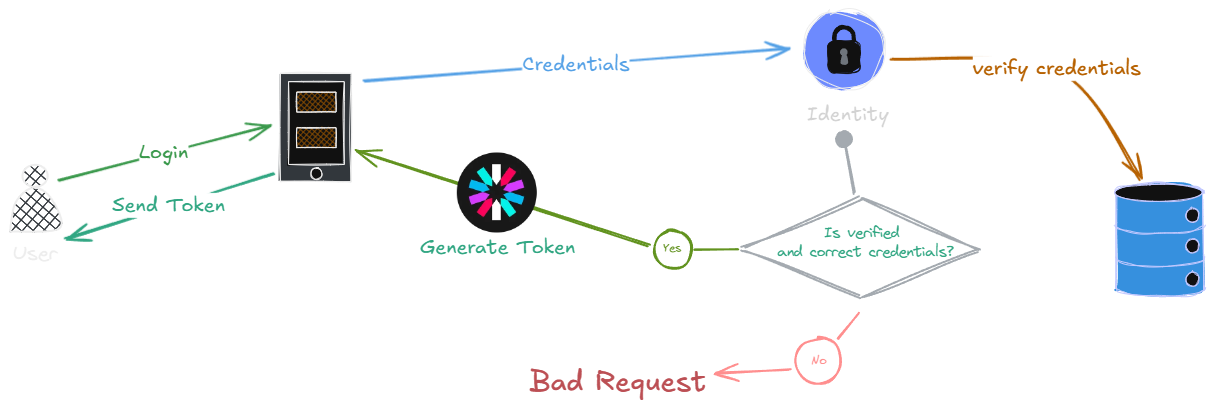 Credentials
verify credentials
Identity
Login
Send Token
User
Generate Token
Yes
Is verified
and correct credentials?
No
Bad Request